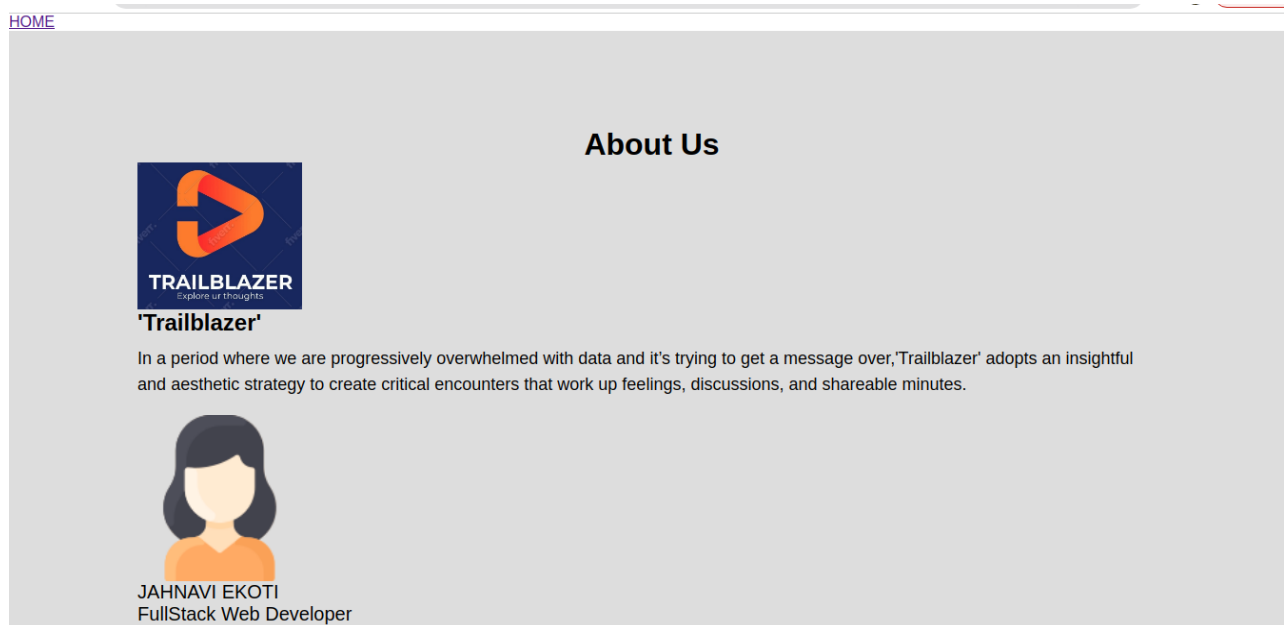 HOME
About Us
TRAILBLAZER
Explore ur thoughts
'Trailblazer'
In a period where we are progressively overwhelmed with data and it’s trying to get a message over,'Trailblazer' adopts an insightful
and aesthetic strategy to create critical encounters that work up feelings, discussions, and shareable minutes.
JAHNAVI EKOTI
FullStack Web Developer